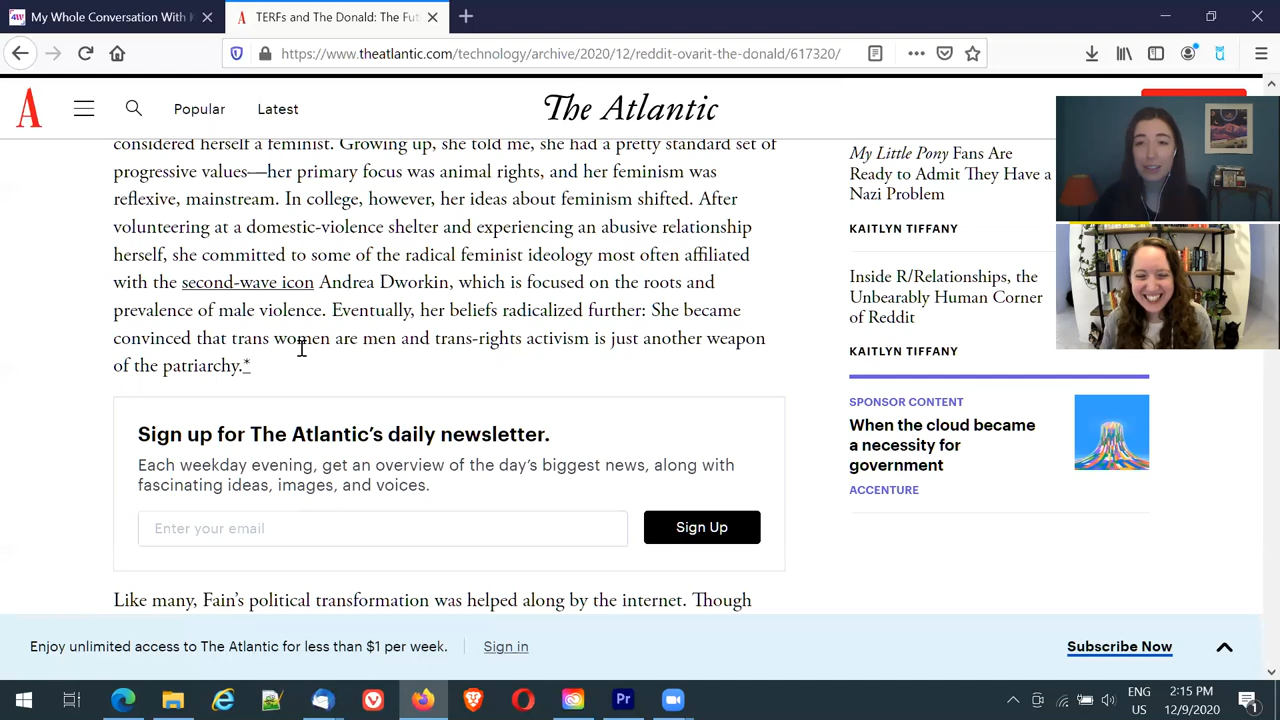 4W
My Whole Conversation With
TERFs and The Donald: The Fut
https://www.theatlantic.com/technology/archive/2020/12/reddit-ovarit-the-donald/617320/
A
Popular
Latest
The Atlantic
considered herself a feminist. Growing up, she told me, she had a pretty standard set of
progressive values—her primary focus was animal rights, and her feminism was
reflexive, mainstream. In college, however, her ideas about feminism shifted. After
volunteering at a domestic-violence shelter and experiencing an abusive relationship
herself, she committed to some of the radical feminist ideology most often affiliated
with the second-wave icon Andrea Dworkin, which is focused on the roots and
prevalence of male violence. Eventually, her beliefs radicalized further: She became
convinced that trans women are men and trans-rights activism is just another weapon
of the patriarchy.*
Sign up for The Atlantic's daily newsletter.
Each weekday evening, get an overview of the day's biggest news, along with
fascinating ideas, images, and voices.
Enter your email
Sign Up
Like many, Fain's political transformation was helped along by the internet. Though
My Little Pony Fans Are
Ready to Admit They Have a
Nazi Problem
KAITLYN TIFFANY
Inside R/Relationships, the
Unbearably Human Corner
of Reddit
KAITLYN TIFFANY
SPONSOR CONTENT
When the cloud became
a necessity for
government
ACCENTURE
Enjoy unlimited access to The Atlantic for less than $1 per week.
Sign in
Subscribe Now
Pr
ENG
US
2:15 PM
12/9/2020
1